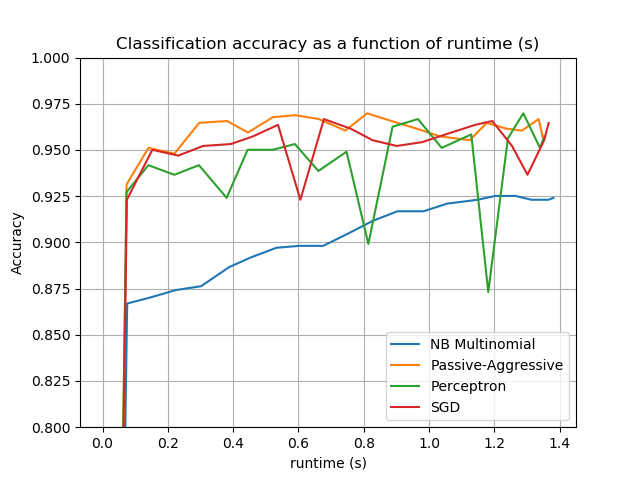 Classification accuracy as a function of runtime (s)
1.000
0.975
0.950
0.925
0.900
0.875
0.850
0.825
0.800
Accuracy
NB Multinomial
Passive-Aggressive
Perceptron
SGD
0.0 0.2 0.4 0.6 0.8 1.0 1.2 1.4
runtime (s)